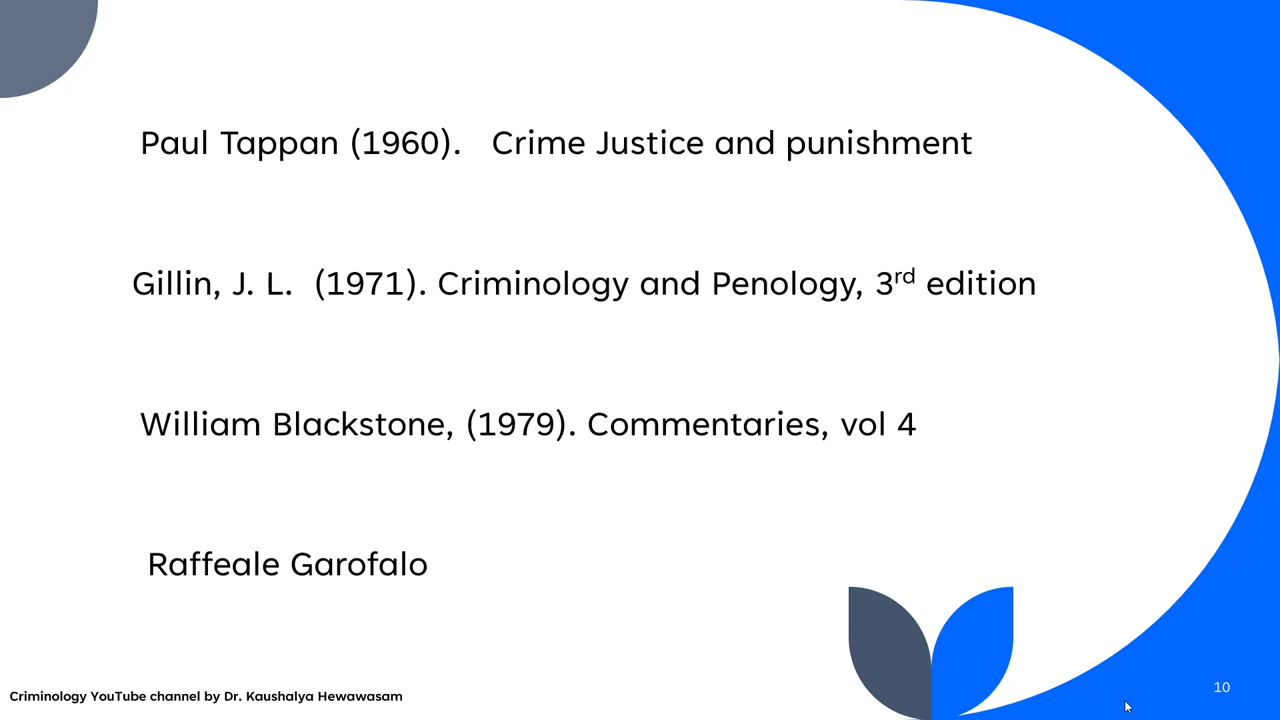 Paul Tappan (1960). Crime Justice and punishment
Gillin, J. L. (1971). Criminology and Penology, 3rd edition
William Blackstone, (1979). Commentaries, vol 4
Raffeale Garofalo
Criminology YouTube channel by Dr. Kaushalya Hewawasam
10